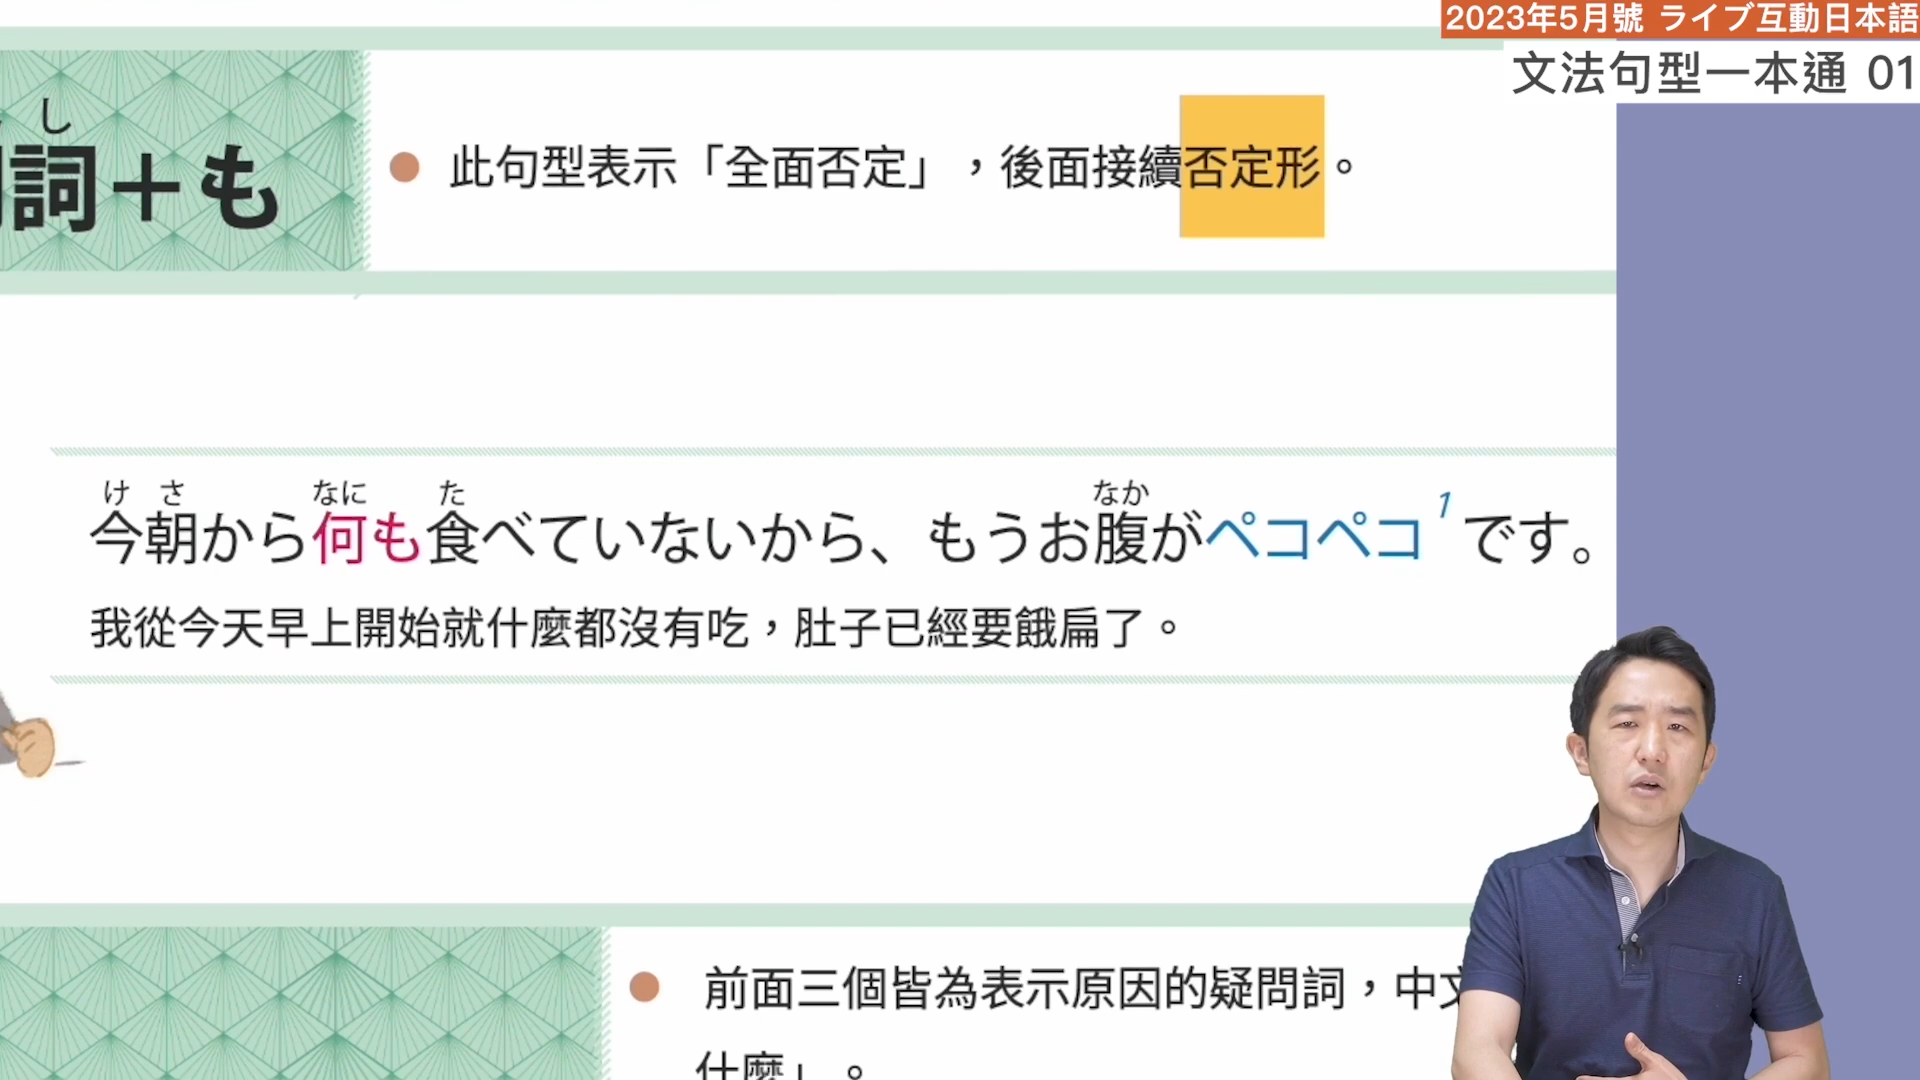 2023年5月號 ライブ互動日本語
文法句型一本通 01
し
詞＋も
此句型表示「全面否定」，後面接續否定形。
けさ なに た なか
今朝から何も食べていないから、もうお腹がペコペコ1です。
我從今天早上開始就什麼都沒有吃，肚子已經要餓扁了。
前面三個皆為表示原因的疑問詞，中文
什麼」。